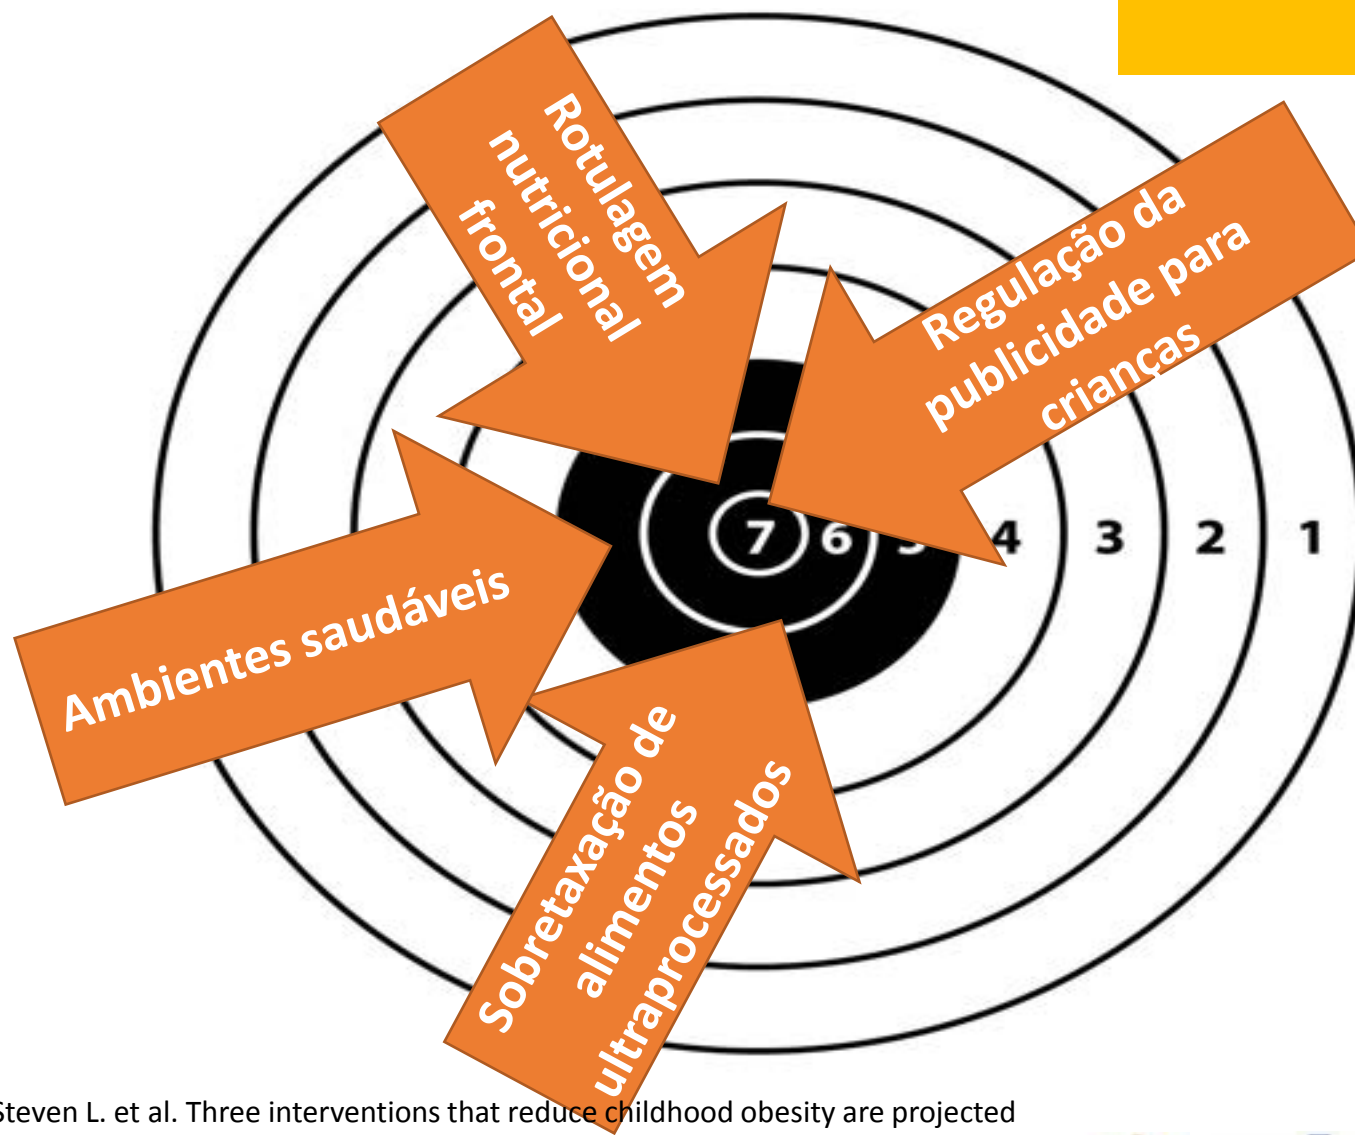 Rotulagem
nutricional
frontal
Regulação da
publicidade para
crianças
Ambientes saudáveis
7 6 5 4 3 2 1
Sobretaxação de
alimentos
ultraprocessados
Steven L. et al. Three interventions that reduce childhood obesity are projected